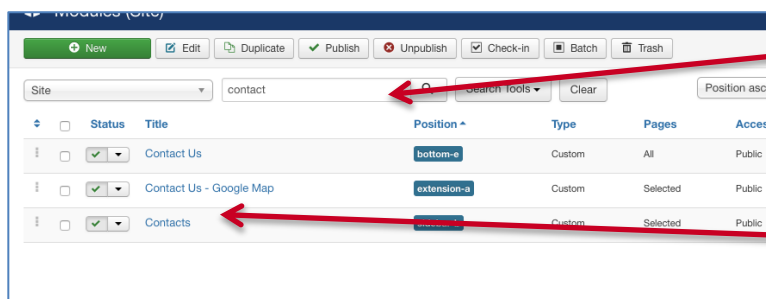 Modules (Site)
New Edit Duplicate Publish Unpublish Check-in Batch Trash
Site contact Search Tools Clear Position asc
Status Title Position Type Pages Acces
Contact Us bottom-e Custom All Public
Contact Us - Google Map extension-a Custom Selected Public
Contacts Custom Selected Public